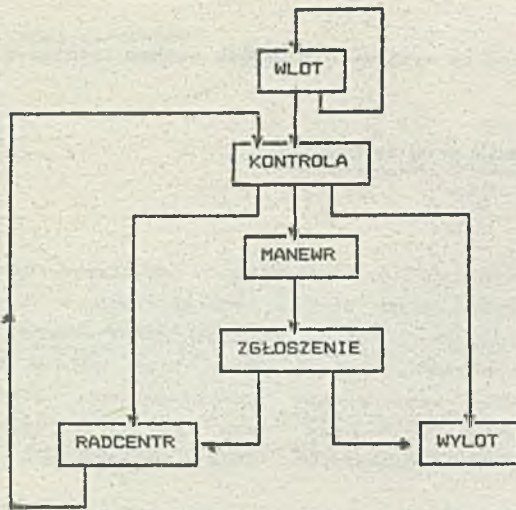 WLOT
KONTROLA
MANEWR
ZGŁOSZENIE
RADCENTR
WYLOT